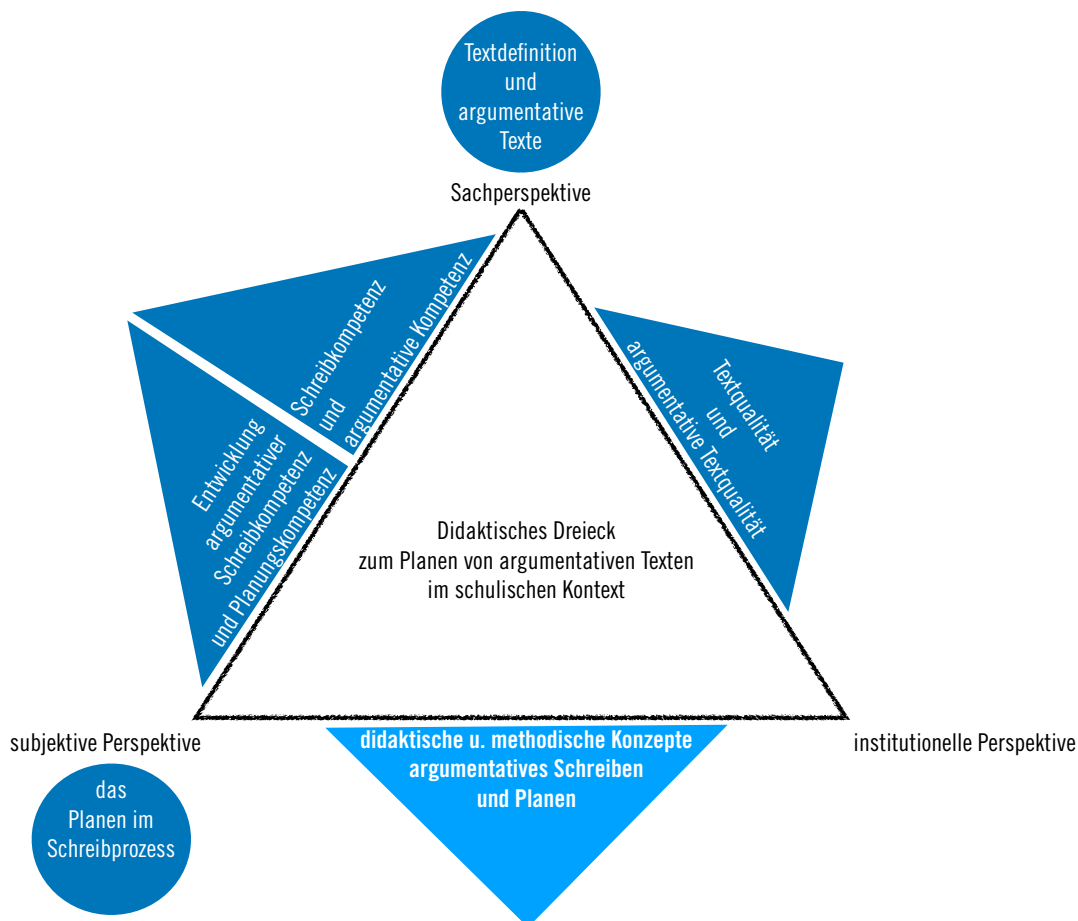 Textdefinition
und
argumentative
Texte
Sachperspektive
Schreibkompetenz
und
argumentative Kompetenz
Entwicklung
argumentativer
Schreibkompetenz
und Planungskompetenz
Textqualität
und
argumentative Textqualität
Didaktisches Dreieck
zum Planen von argumentativen Texten
im schulischen Kontext
subjektive Perspektive
institutionelle Perspektive
didaktische u. methodische Konzepte
argumentatives Schreiben
und Planen
das
Planen im
Schreibprozess